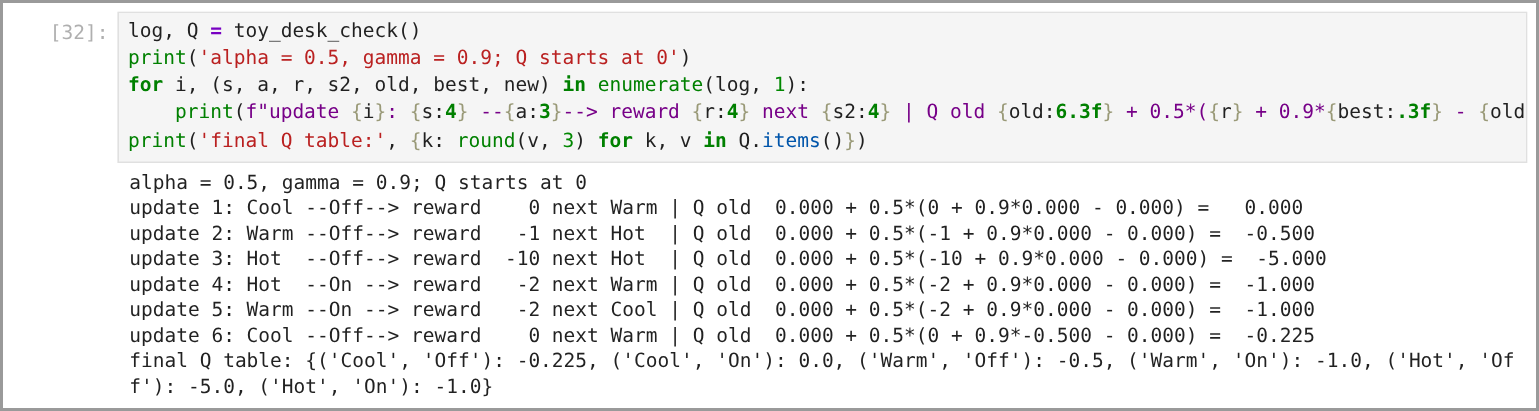 [32]:
log, Q = toy_desk_check()
print('alpha = 0.5, gamma = 0.9; Q starts at 0')
for i, (s, a, r, s2, old, best, new) in enumerate(log, 1):
    print(f"update {i}: {s:4} --{a:3}--> reward {r:4} next {s2:4} | Q old {old:6.3f} + 0.5*({r} + 0.9*{best:.3f} - {old
print('final Q table:', {k: round(v, 3) for k, v in Q.items()})
alpha = 0.5, gamma = 0.9; Q starts at 0
update 1: Cool --Off--> reward    0 next Warm | Q old  0.000 + 0.5*(0 + 0.9*0.000 - 0.000) =   0.000
update 2: Warm --Off--> reward   -1 next Hot  | Q old  0.000 + 0.5*(-1 + 0.9*0.000 - 0.000) =  -0.500
update 3: Hot  --Off--> reward  -10 next Hot  | Q old  0.000 + 0.5*(-10 + 0.9*0.000 - 0.000) =  -5.000
update 4: Hot  --On --> reward   -2 next Warm | Q old  0.000 + 0.5*(-2 + 0.9*0.000 - 0.000) =  -1.000
update 5: Warm --On --> reward   -2 next Cool | Q old  0.000 + 0.5*(-2 + 0.9*0.000 - 0.000) =  -1.000
update 6: Cool --Off--> reward    0 next Warm | Q old  0.000 + 0.5*(0 + 0.9*-0.500 - 0.000) =  -0.225
final Q table: {('Cool', 'Off'): -0.225, ('Cool', 'On'): 0.0, ('Warm', 'Off'): -0.5, ('Warm', 'On'): -1.0, ('Hot', 'Of
f'): -5.0, ('Hot', 'On'): -1.0}